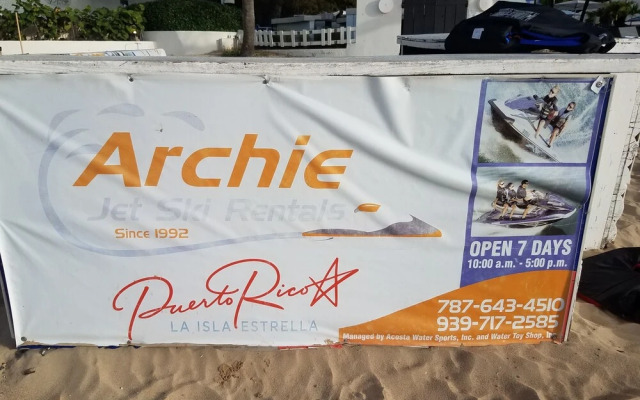 Archie
Jet Ski Rentals
Since 1992
Puerto Rico
LA ISLA ESTRELLA
OPEN 7 DAYS
10:00 a.m. - 5:00 p.m.
787-643-4510
939-717-2585
Managed by Acosta Water Sports, Inc. and Water Toy Shop,